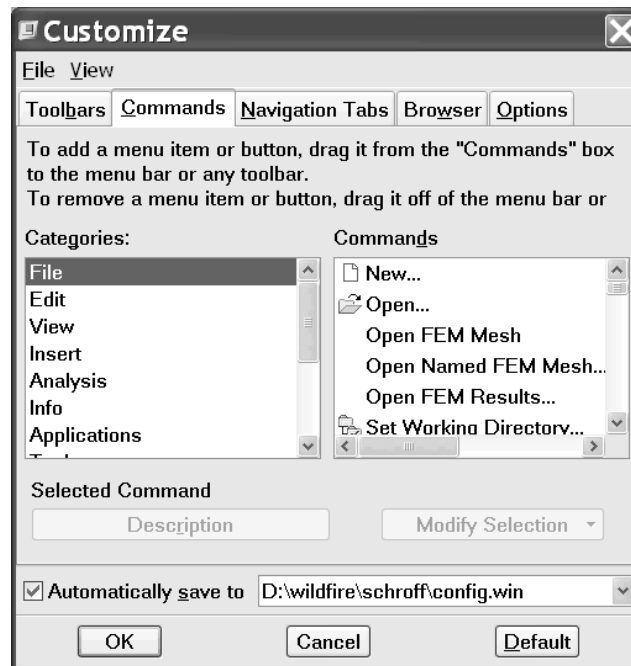 Customize
File View
Toolbars Commands Navigation Tabs Browser Options
To add a menu item or button, drag it from the "Commands" box
to the menu bar or any toolbar.
To remove a menu item or button, drag it off of the menu bar or
Categories: Commands
File
Edit
View
Insert
Analysis
Info
Applications
New...
Open...
Open FEM Mesh
Open Named FEM Mesh...
Open FEM Results...
Set Working Directory...
Selected Command
Description Modify Selection
Automatically save to D:\wildfire\schroff\config.win
OK Cancel Default